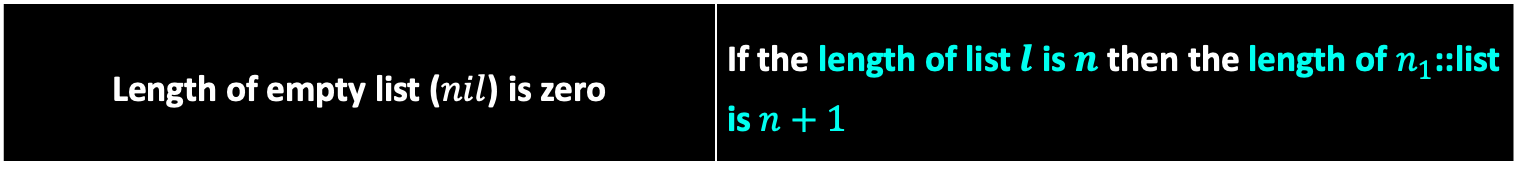 Length of empty list (nil) is zero
If the length of list l is n then the length of n₁::list
is n + 1